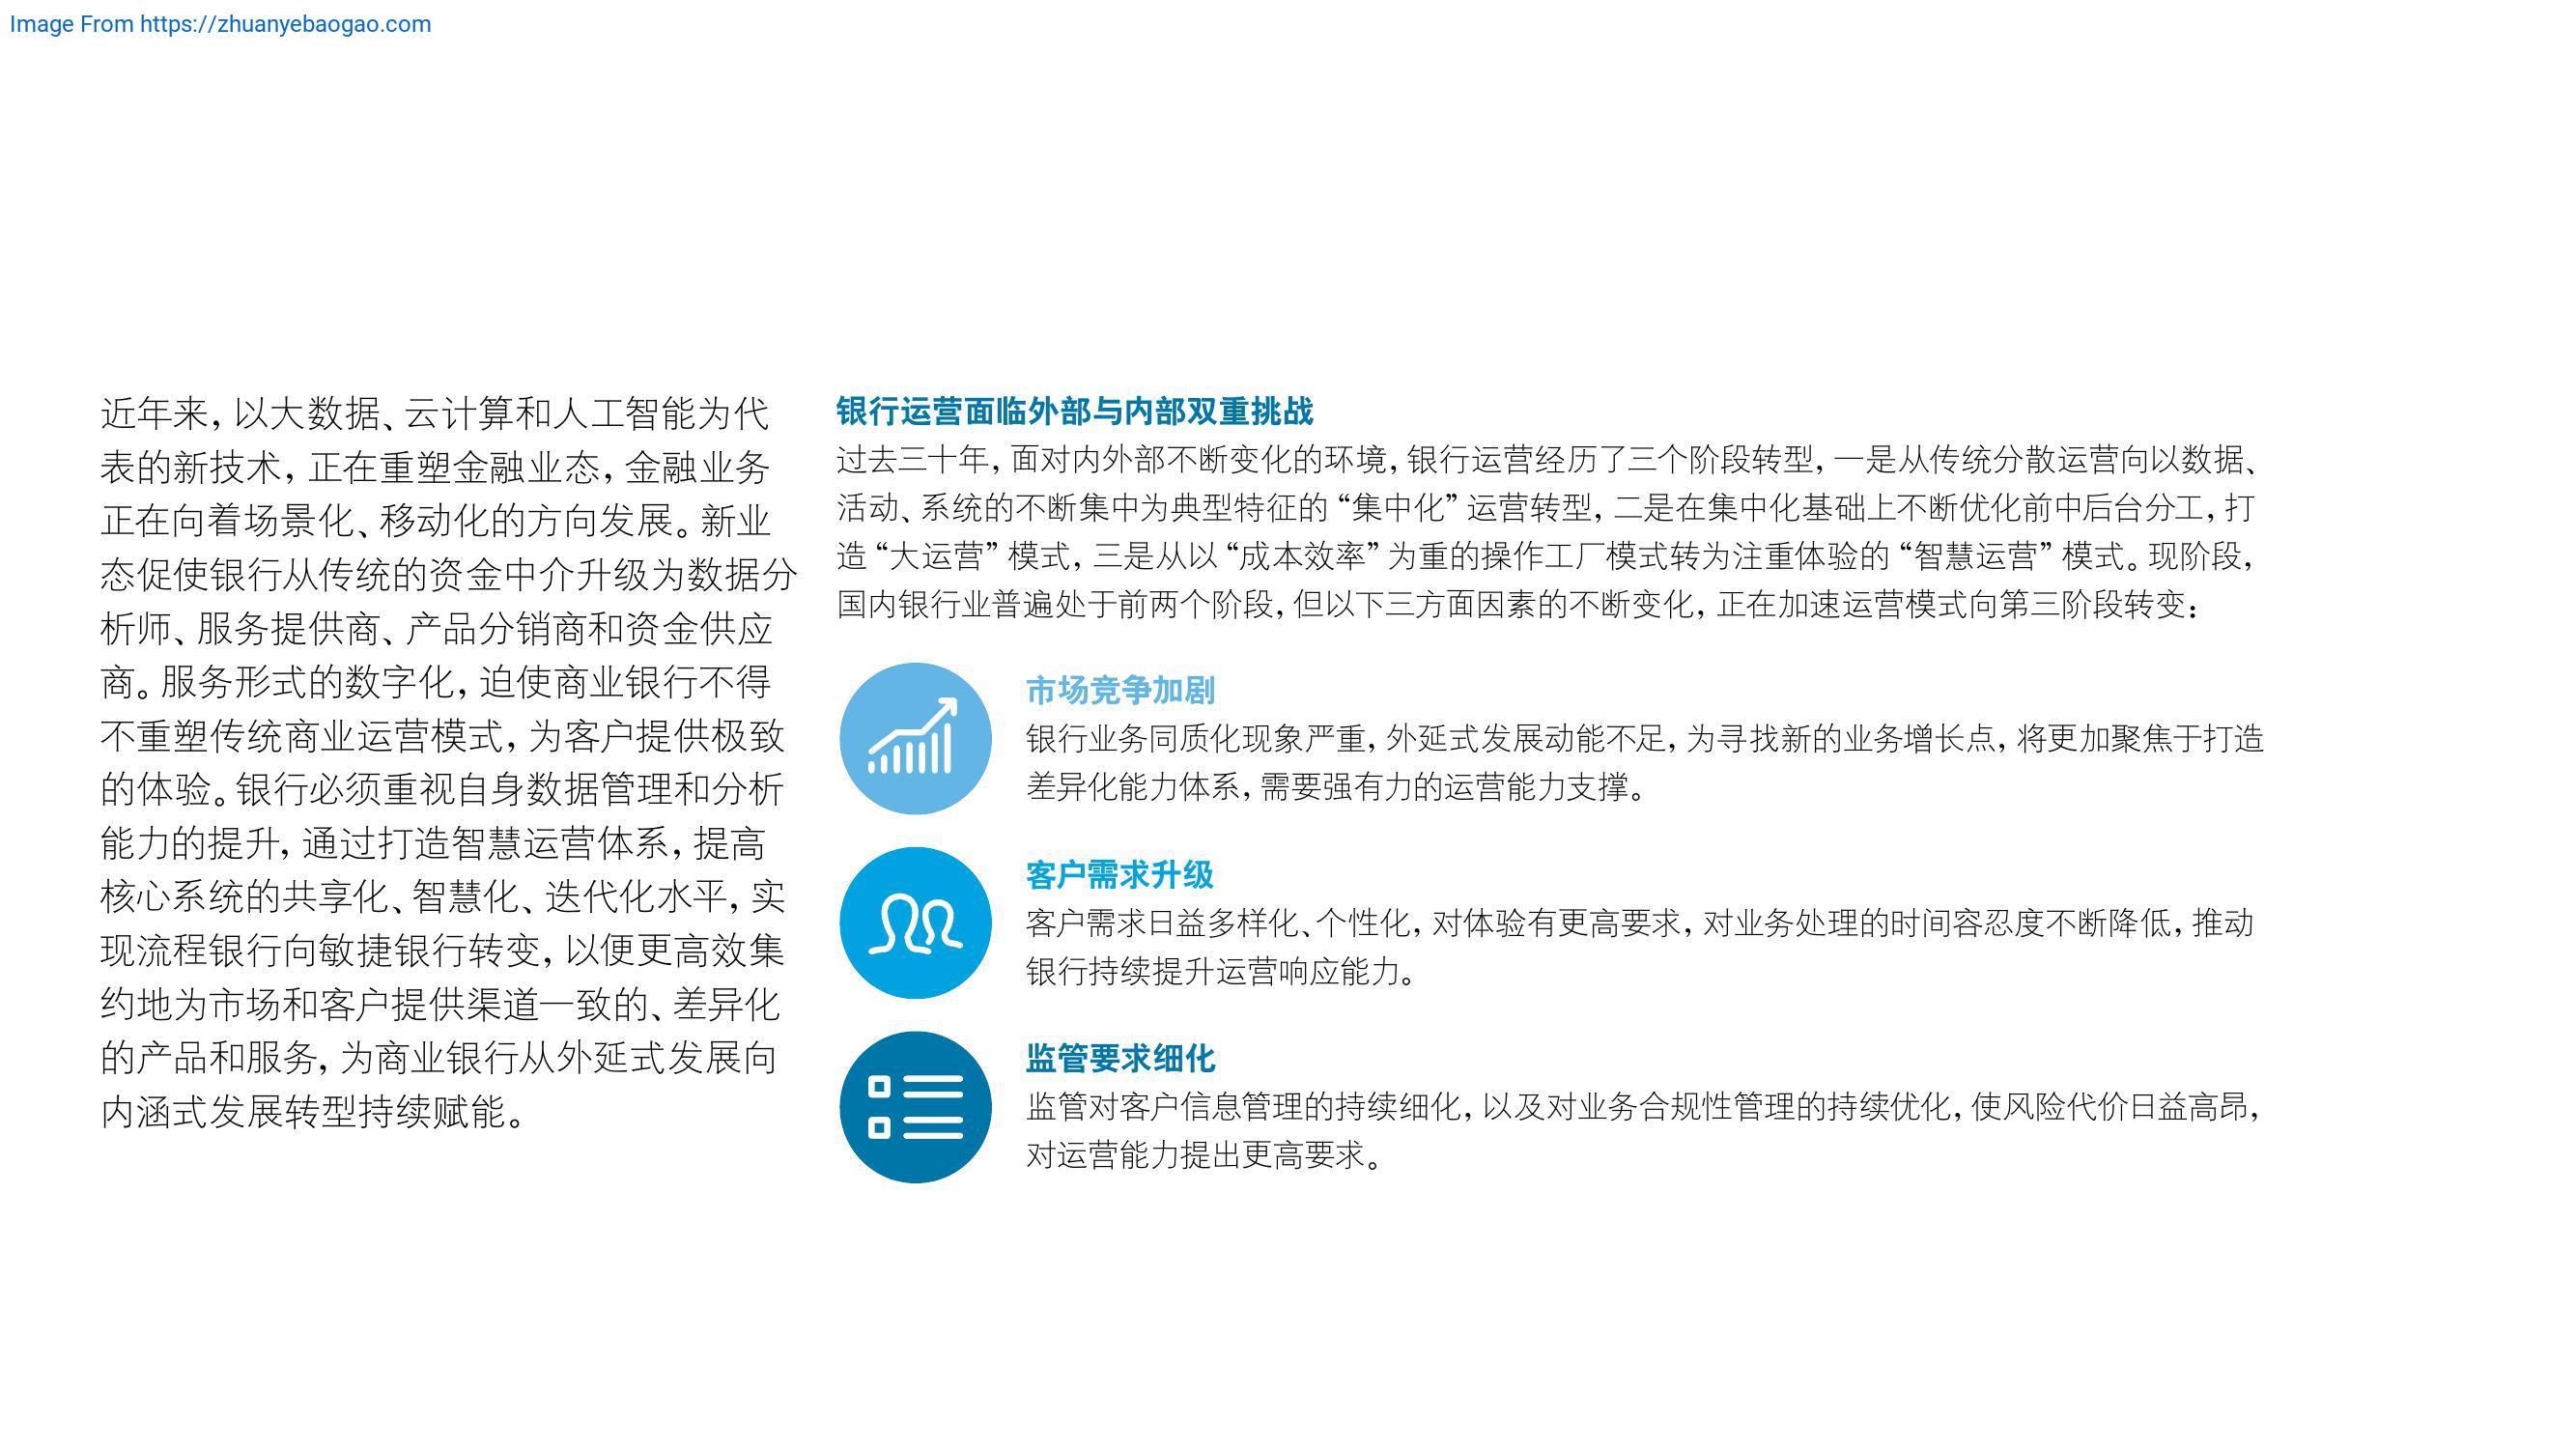 Image From https://zhuanyebaogao.com
近年来，以大数据、云计算和人工智能为代
表的新技术，正在重塑金融业态，金融业务
正在向着场景化、移动化的方向发展。新业
态促使银行从传统的资金中介升级为数据分
析师、服务提供商、产品分销商和资金供应
商。服务形式的数字化，迫使商业银行不得
不重塑传统商业运营模式，为客户提供极致
的体验。银行必须重视自身数据管理和分析
能力的提升，通过打造智慧运营体系，提高
核心系统的共享化、智慧化、迭代化水平，实
现流程银行向敏捷银行转变，以便更高效集
约地为市场和客户提供渠道一致的、差异化
的产品和服务，为商业银行从外延式发展向
内涵式发展转型持续赋能。
银行运营面临外部与内部双重挑战
过去三十年，面对内外部不断变化的环境，银行运营经历了三个阶段转型，一是从传统分散运营向以数据、
活动、系统的不断集中为典型特征的“集中化”运营转型，二是在集中化基础上不断优化前中后台分工，打
造“大运营”模式，三是从以“成本效率”为重的操作工厂模式转为注重体验的“智慧运营”模式。现阶段，
国内银行业普遍处于前两个阶段，但以下三方面因素的不断变化，正在加速运营模式向第三阶段转变：
市场竞争加剧
银行业务同质化现象严重，外延式发展动能不足，为寻找新的业务增长点，将更加聚焦于打造
差异化能力体系，需要强有力的运营能力支撑。
客户需求升级
客户需求日益多样化、个性化，对体验有更高要求，对业务处理的时间容忍度不断降低，推动
银行持续提升运营响应能力。
监管要求细化
监管对客户信息管理的持续细化，以及对业务合规性管理的持续优化，使风险代价日益高昂，
对运营能力提出更高要求。